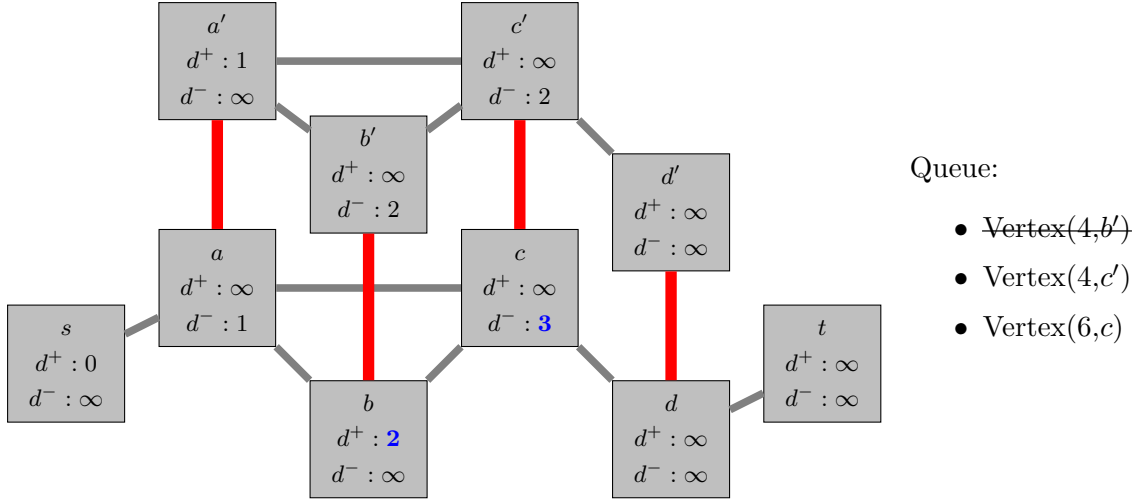 a′
d⁺ : 1
d⁻ : ∞
c′
d⁺ : ∞
d⁻ : 2
b′
d⁺ : ∞
d⁻ : 2
d′
d⁺ : ∞
d⁻ : ∞
a
d⁺ : ∞
d⁻ : 1
c
d⁺ : ∞
d⁻ : 3
s
d⁺ : 0
d⁻ : ∞
b
d⁺ : 2
d⁻ : ∞
d
d⁺ : ∞
d⁻ : ∞
t
d⁺ : ∞
d⁻ : ∞
Queue:
• Vertex(4,b′)
• Vertex(4,c′)
• Vertex(6,c)